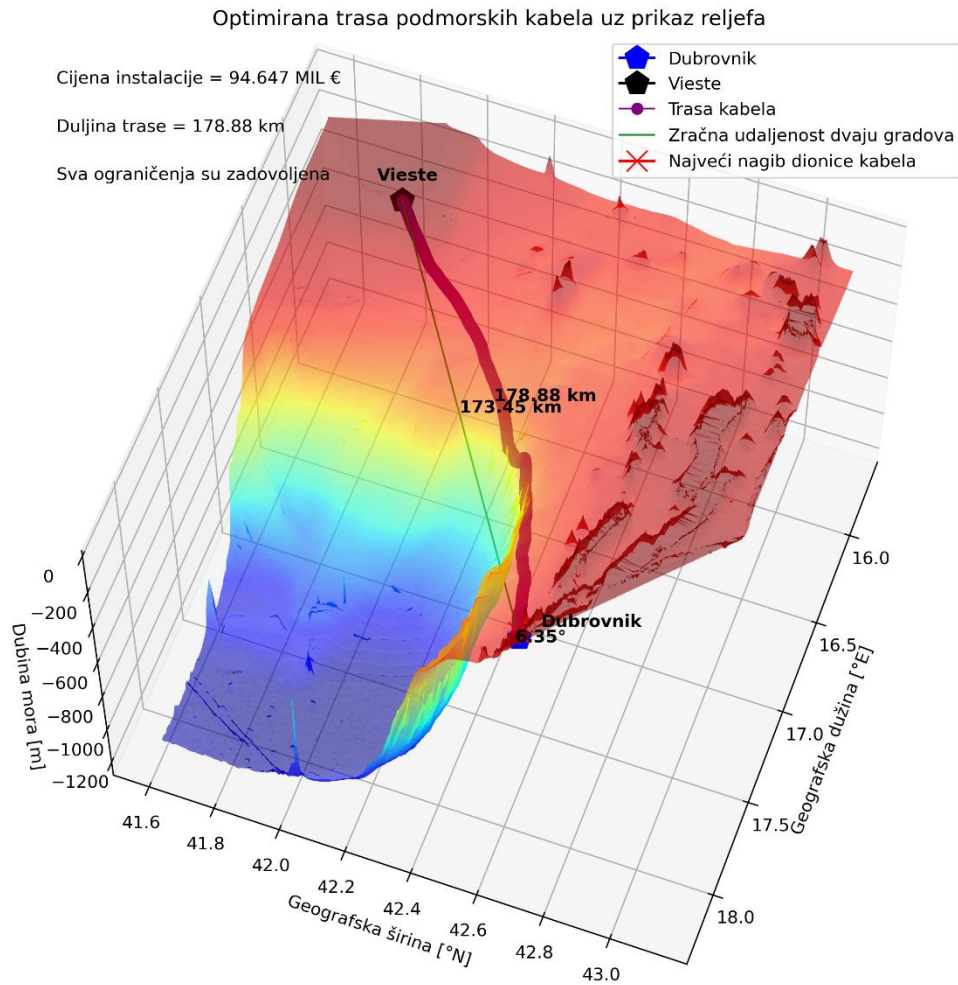 Optimirana trasa podmorskih kabela uz prikaz reljefa
Cijena instalacije = 94.647 MIL €
Duljina trase = 178.88 km
Sva ograničenja su zadovoljena
Dubrovnik
Vieste
Trasa kabela
Zračna udaljenost dvaju gradova
Najveći nagib dionice kabela
Vieste
178.88 km
173.45 km
Dubrovnik
6.35°
0
−200
−400
−600
−800
−1000
−1200
Dubina mora [m]
41.6
41.8
42.0
42.2
42.4
42.6
42.8
43.0
Geografska širina [°N]
16.0
16.5
17.0
17.5
18.0
Geografska dužina [°E]